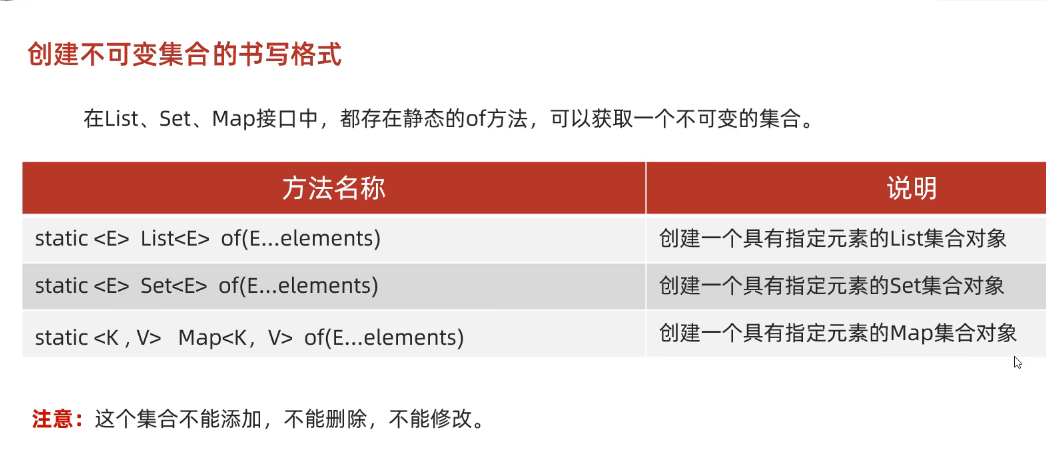 创建不可变集合的书写格式
在List、Set、Map接口中，都存在静态的of方法，可以获取一个不可变的集合。
方法名称 说明
static <E> List<E> of(E...elements) 创建一个具有指定元素的List集合对象
static <E> Set<E> of(E...elements) 创建一个具有指定元素的Set集合对象
static <K , V> Map<K，V> of(E...elements) 创建一个具有指定元素的Map集合对象
注意：这个集合不能添加，不能删除，不能修改。